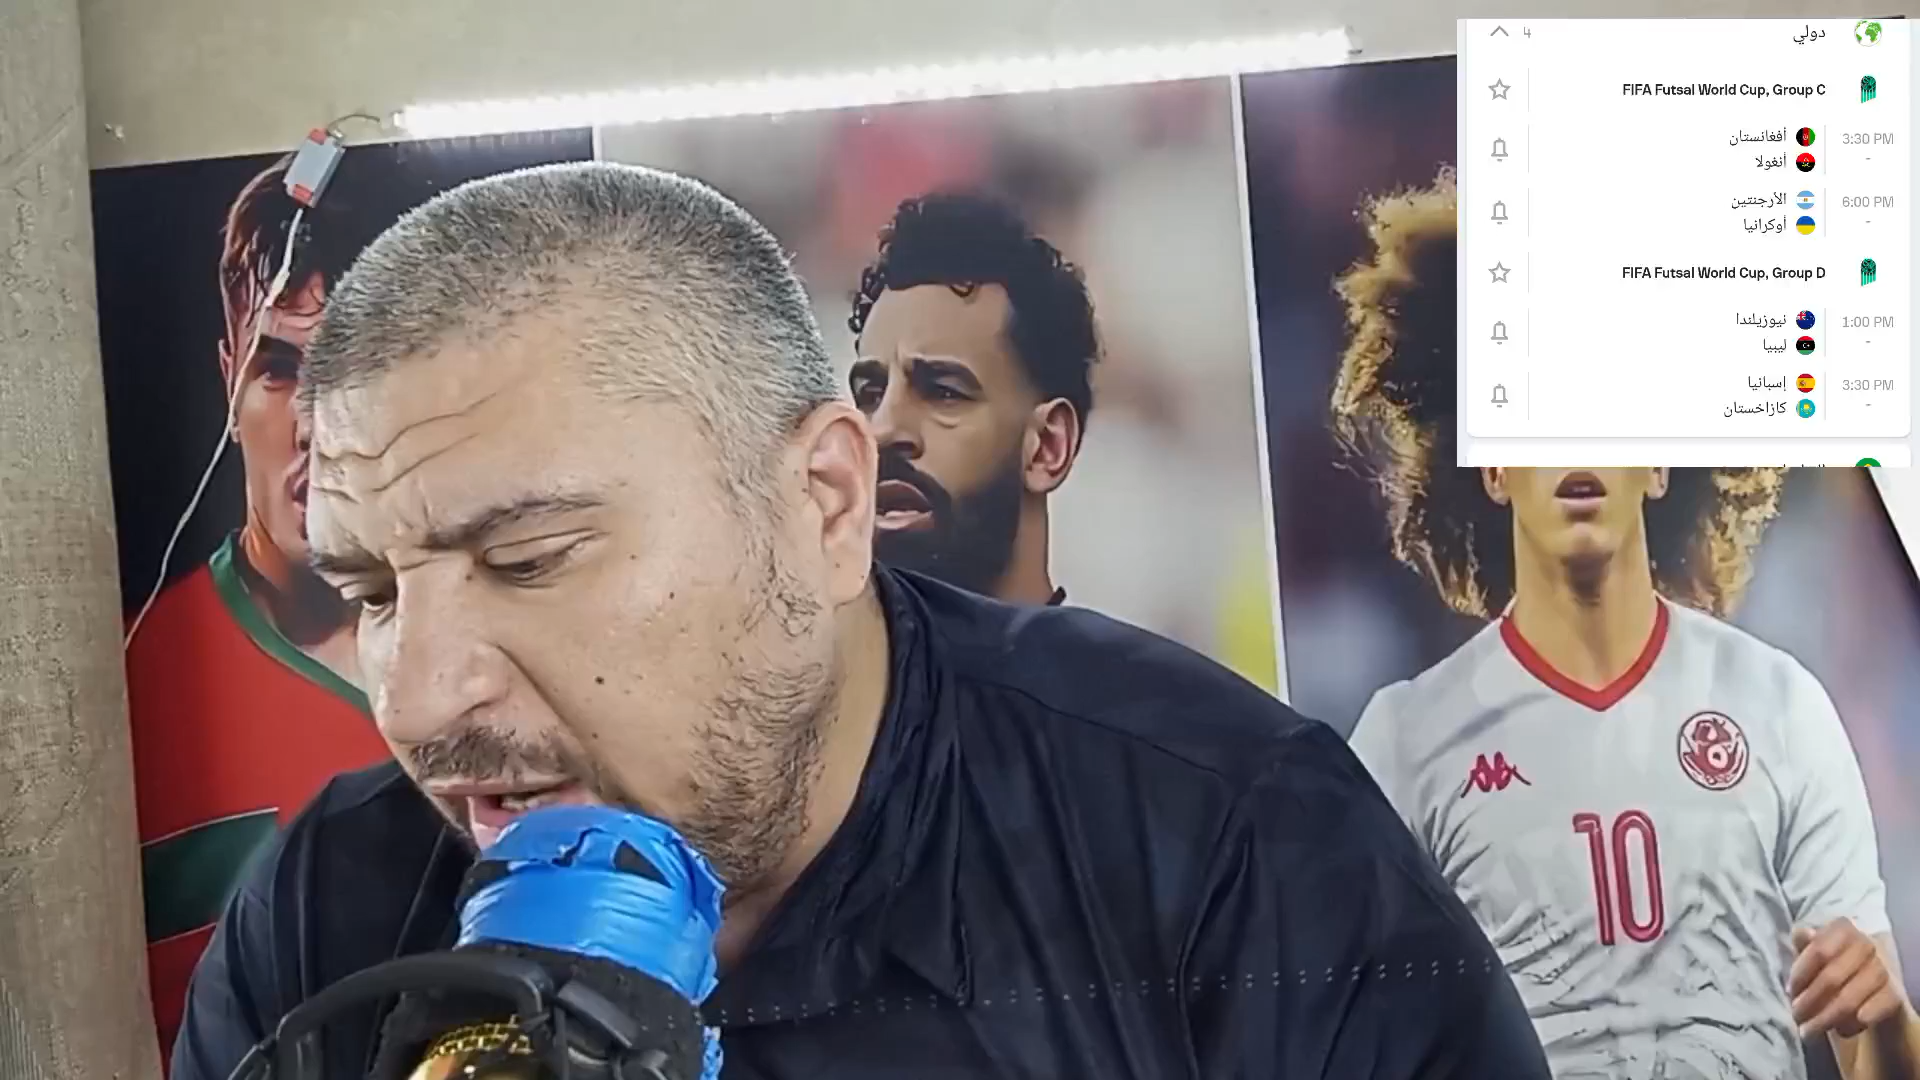 دولي
4
FIFA Futsal World Cup, Group C
3:30 PM
أفغانستان
-
أنغولا
6:00 PM
الأرجنتين
-
أوكرانيا
FIFA Futsal World Cup, Group D
1:00 PM
نيوزيلندا
-
ليبيا
3:30 PM
إسبانيا
-
كازاخستان
10